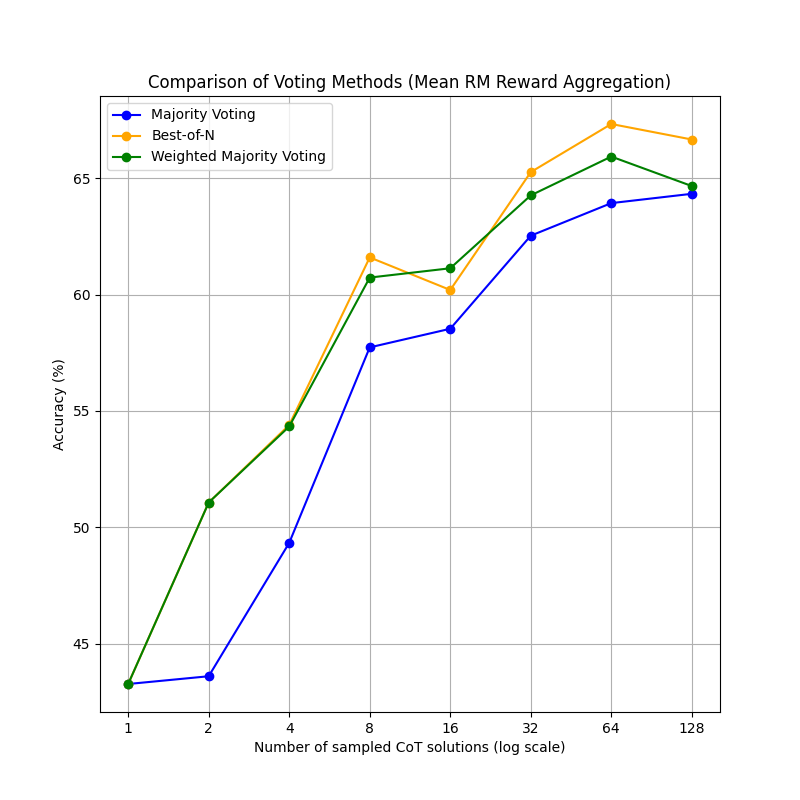 Comparison of Voting Methods (Mean RM Reward Aggregation)
Majority Voting
Best-of-N
Weighted Majority Voting
65
60
55
50
45
Accuracy (%)
1 2 4 8 16 32 64 128
Number of sampled CoT solutions (log scale)